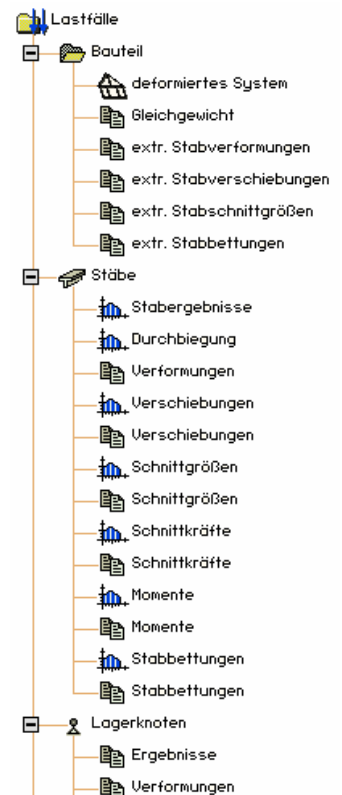 Lastfälle
Bauteil
deformiertes System
Gleichgewicht
extr. Stabverformungen
extr. Stabverschiebungen
extr. Stabschnittgrößen
extr. Stabbettungen
Stäbe
Stabergebnisse
Durchbiegung
Verformungen
Verschiebungen
Verschiebungen
Schnittgrößen
Schnittgrößen
Schnittkräfte
Schnittkräfte
Momente
Momente
Stabbettungen
Stabbettungen
Lagerknoten
Ergebnisse
Verformungen